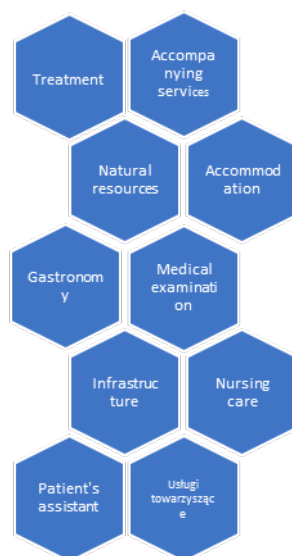 Treatment
Accompa
nying
services
Natural
resources
Accommod
ation
Gastronom
y
Medical
examinati
on
Infrastruc
ture
Nursing
care
Patient's
assistant
Usługi
towarzysząc
e